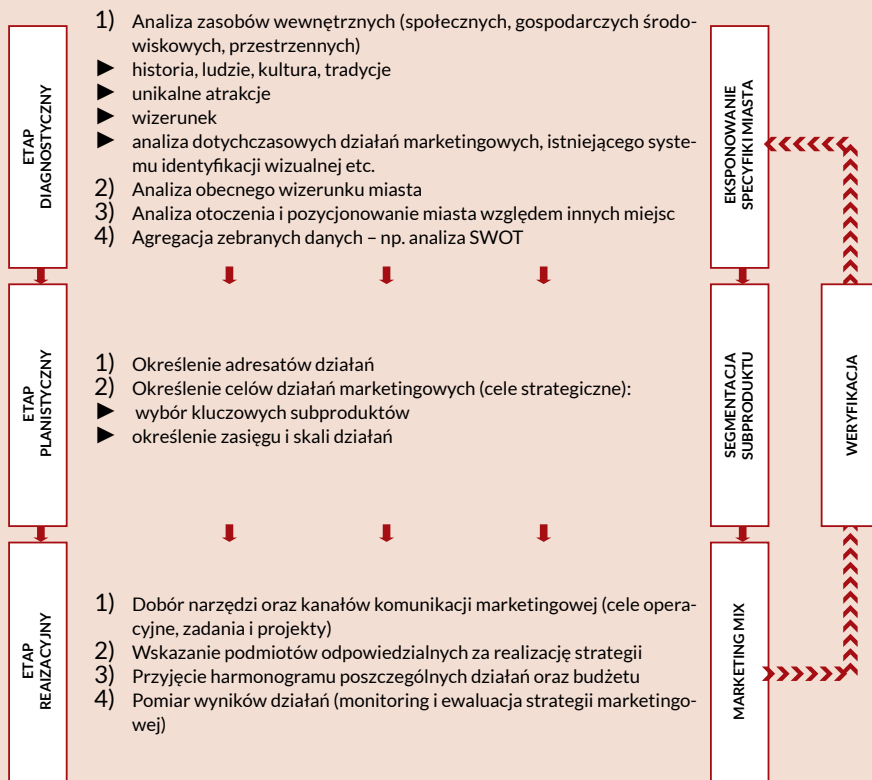 ETAP
DIAGNOSTYCZNY
1) Analiza zasobów wewnętrznych (społecznych, gospodarczych środo-
wiskowych, przestrzennych)
► historia, ludzie, kultura, tradycje
► unikalne atrakcje
► wizerunek
► analiza dotychczasowych działań marketingowych, istniejącego syste-
mu identyfikacji wizualnej etc.
2) Analiza obecnego wizerunku miasta
3) Analiza otoczenia i pozycjonowanie miasta względem innych miejsc
4) Agregacja zebranych danych – np. analiza SWOT
EKSPONOWANIE
SPECYFIKI MIASTA
ETAP
PLANISTYCZNY
1) Określenie adresatów działań
2) Określenie celów działań marketingowych (cele strategiczne):
► wybór kluczowych subproduktów
► określenie zasięgu i skali działań
SEGMENTACJA
SUBPRODUKTU
WERYFIKACJA
ETAP
REAIZACYJNY
1) Dobór narzędzi oraz kanałów komunikacji marketingowej (cele opera-
cyjne, zadania i projekty)
2) Wskazanie podmiotów odpowiedzialnych za realizację strategii
3) Przyjęcie harmonogramu poszczególnych działań oraz budżetu
4) Pomiar wyników działań (monitoring i ewaluacja strategii marketingo-
wej)
MARKETING MIX